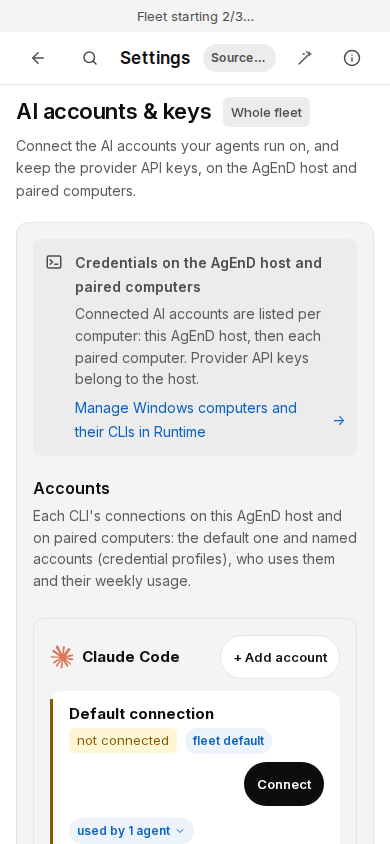 Fleet starting 2/3...
Settings
Source...
AI accounts & keys
Whole fleet
Connect the AI accounts your agents run on, and
keep the provider API keys, on the AgEnD host and
paired computers.
Credentials on the AgEnD host and
paired computers
Connected AI accounts are listed per
computer: this AgEnD host, then each
paired computer. Provider API keys
belong to the host.
Manage Windows computers and
their CLIs in Runtime
Accounts
Each CLI's connections on this AgEnD host and
on paired computers: the default one and named
accounts (credential profiles), who uses them
and their weekly usage.
Claude Code
+ Add account
Default connection
not connected
fleet default
Connect
used by 1 agent